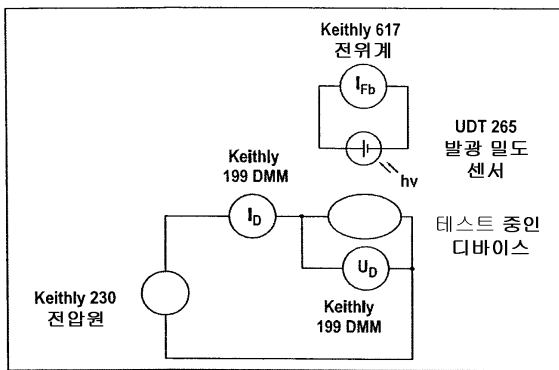 Keithly 617
전위계
I_Fb
UDT 265
발광 밀도
센서
hν
Keithly
199 DMM
I_D
테스트 중인
디바이스
U_D
Keithly 230
전압원
Keithly
199 DMM